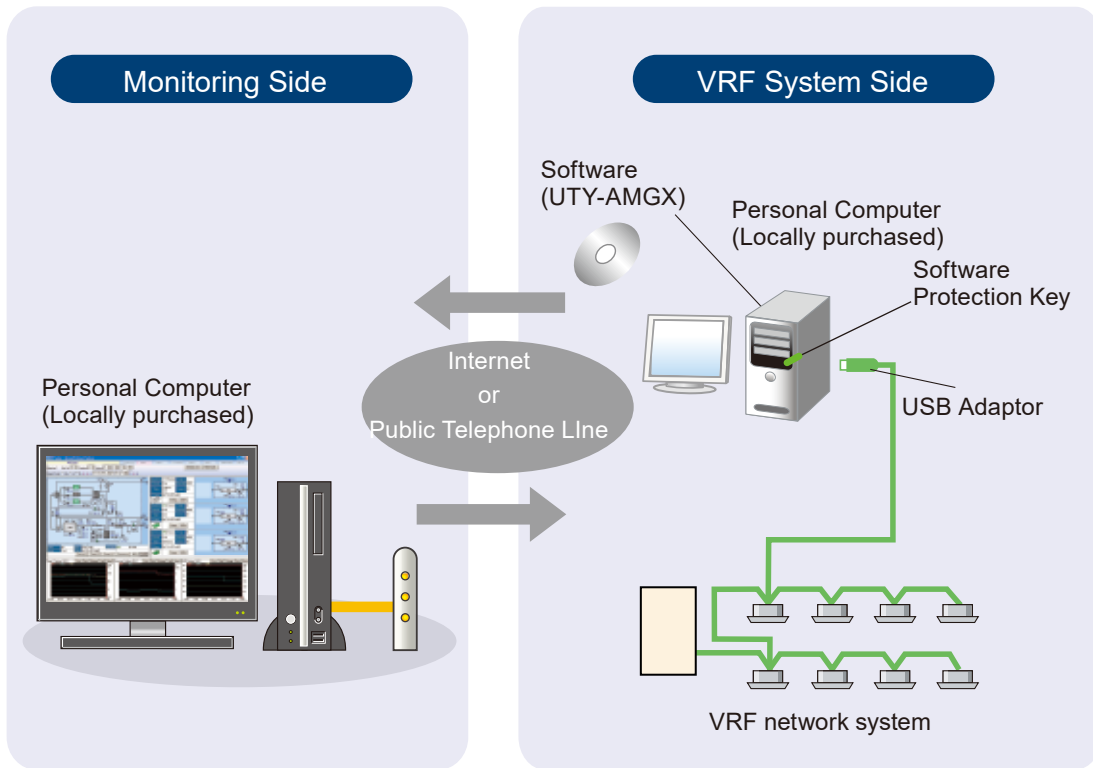 Monitoring Side
Personal Computer
(Locally purchased)
Internet
or
Public Telephone LIne
VRF System Side
Software
(UTY-AMGX)
Personal Computer
(Locally purchased)
Software
Protection Key
USB Adaptor
VRF network system